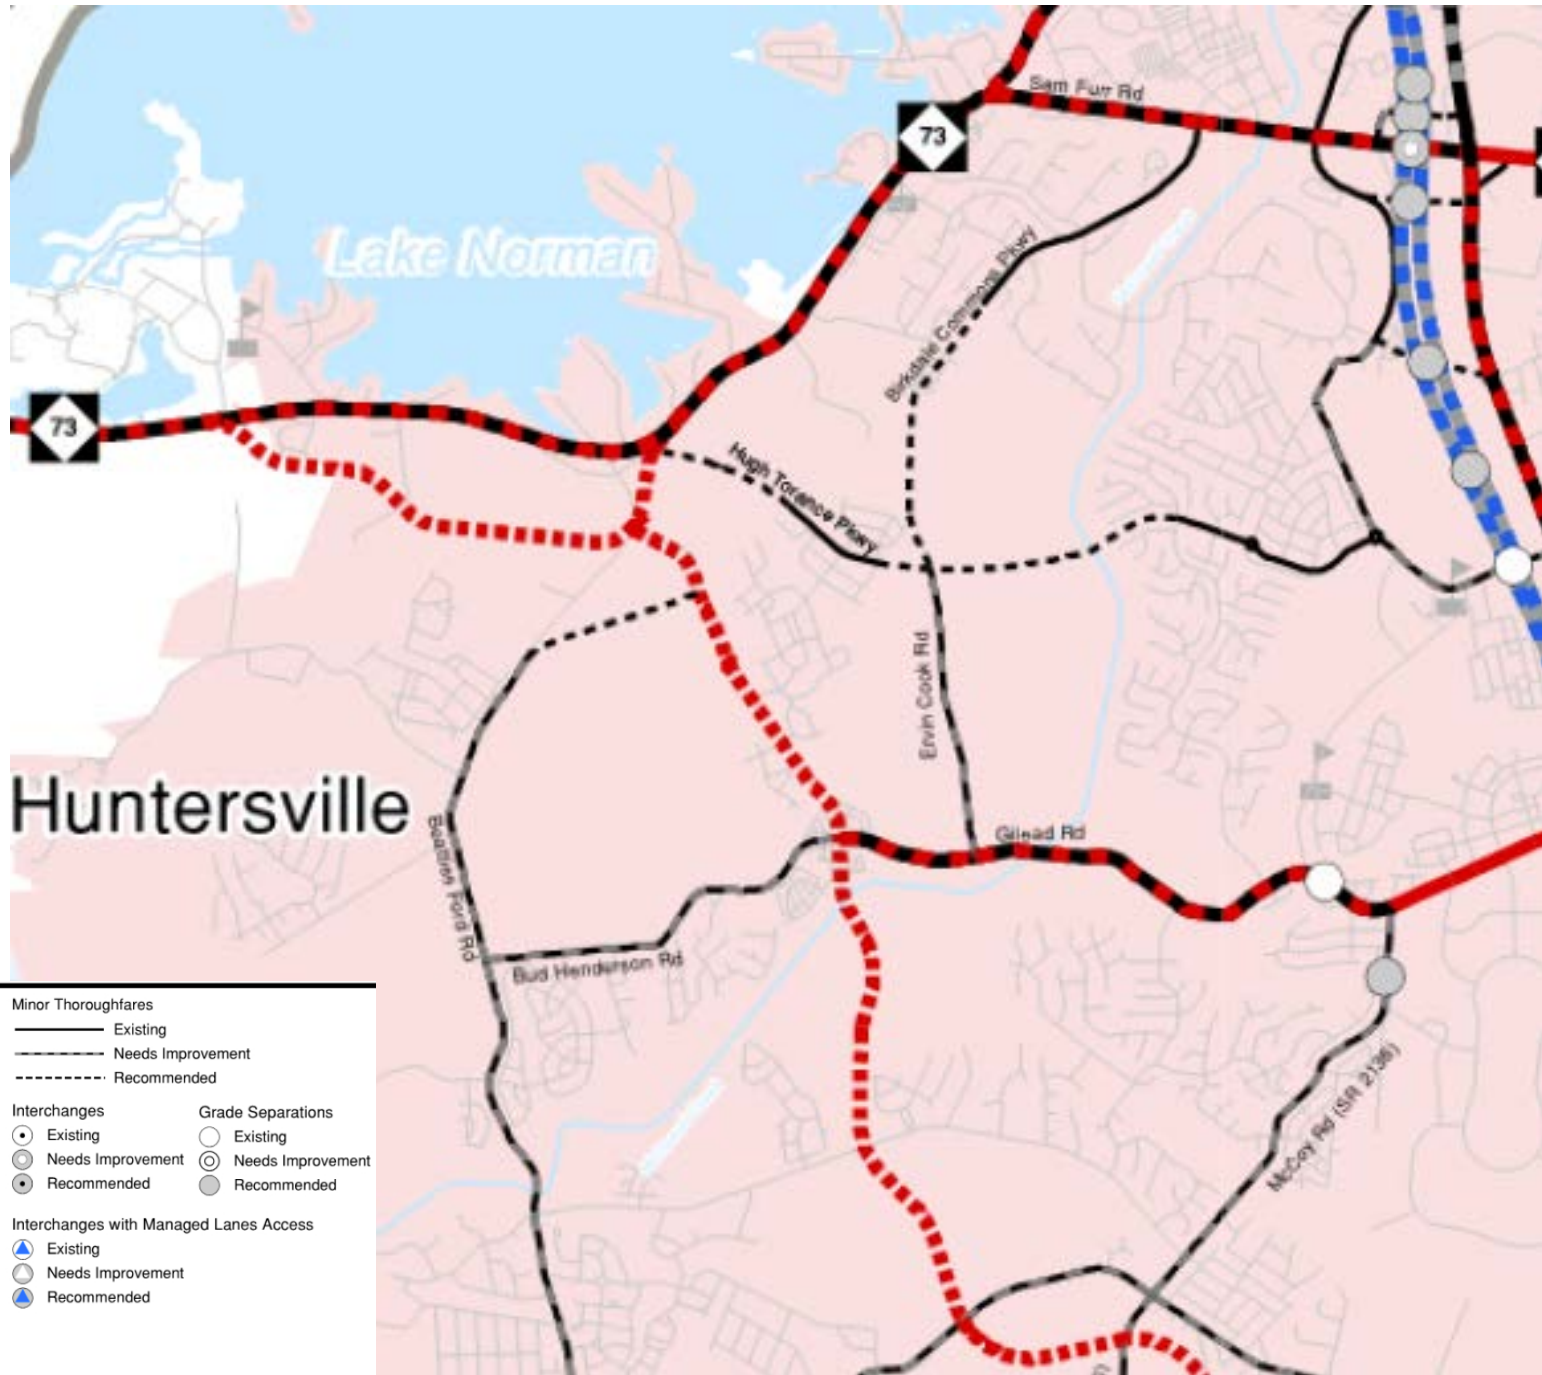 Sam Furr Rd
73
Lake Norman
Birkdale Commons Pkwy
73
Hugh Torance Pkwy
Ervin Cook Rd
Huntersville
Beatties Ford Rd
Gilead Rd
Bud Henderson Rd
McCoy Rd (SR 2138)
Minor Thoroughfares
Existing
Needs Improvement
Recommended
Interchanges
Existing
Needs Improvement
Recommended
Grade Separations
Existing
Needs Improvement
Recommended
Interchanges with Managed Lanes Access
Existing
Needs Improvement
Recommended